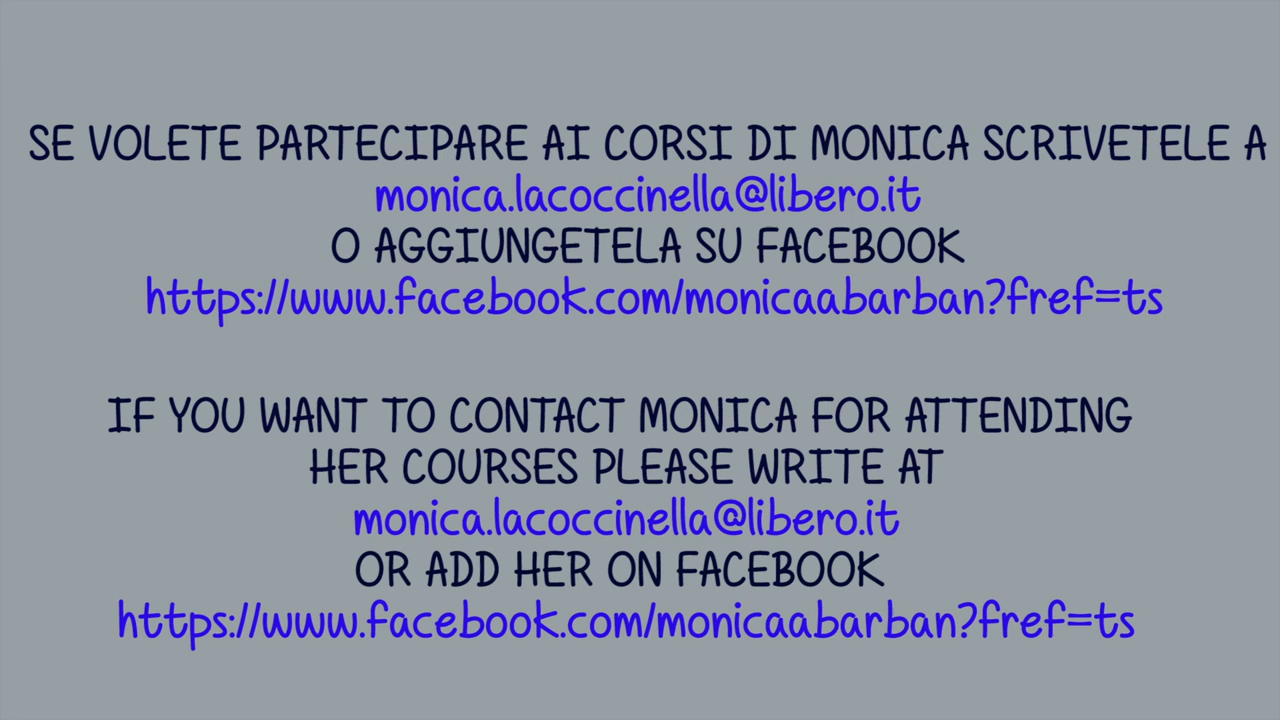 SE VOLETE PARTECIPARE AI CORSI DI MONICA SCRIVETELE A
monica.lacoccinella@libero.it
O AGGIUNGETELA SU FACEBOOK
https://www.facebook.com/monicaabarban?fref=ts
IF YOU WANT TO CONTACT MONICA FOR ATTENDING
HER COURSES PLEASE WRITE AT
monica.lacoccinella@libero.it
OR ADD HER ON FACEBOOK
https://www.facebook.com/monicaabarban?fref=ts